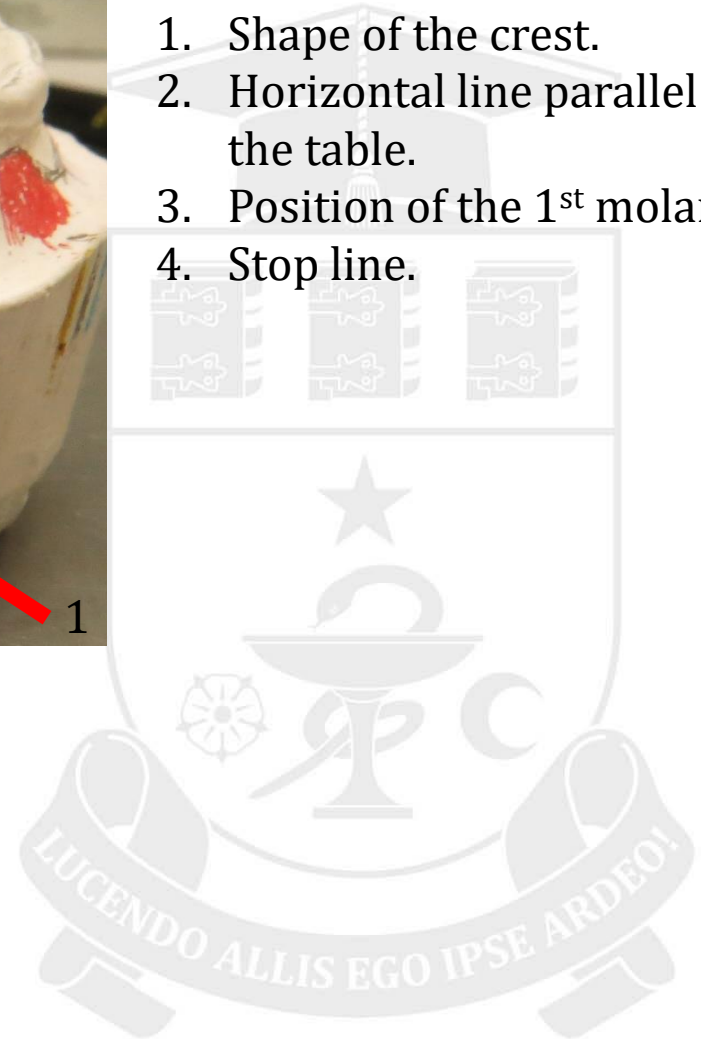 1. Shape of the crest.
2. Horizontal line parallel
the table.
3. Position of the 1st mola
4. Stop line.
1
LUCENDO ALLIS EGO IPSE ARDEO!